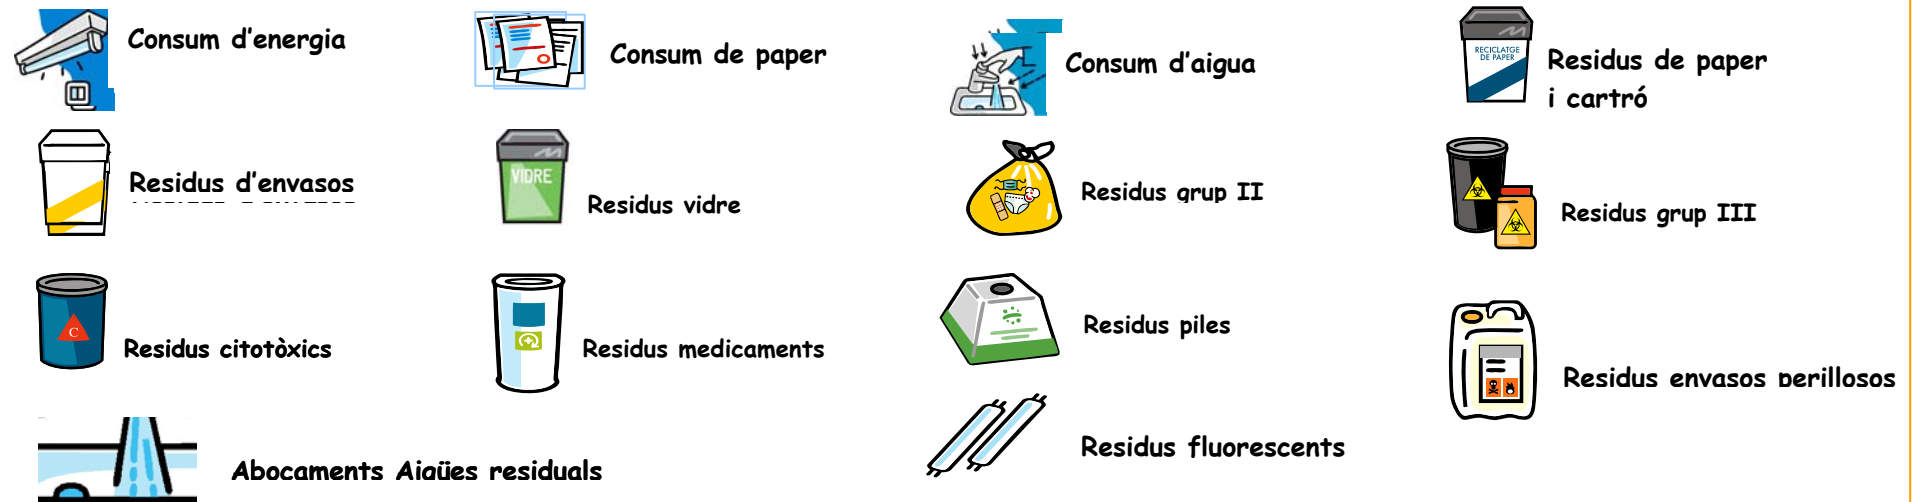 Consum d'energia
Consum de paper
Consum d'aigua
RECICLATGE
DE PAPER
Residus de paper
i cartró
Residus d'envasos
VIDRE
Residus vidre
Residus grup II
Residus grup III
C
Residus citotòxics
Residus medicaments
Residus piles
Residus envasos perillosos
Abocaments Aigües residuals
Residus fluorescents